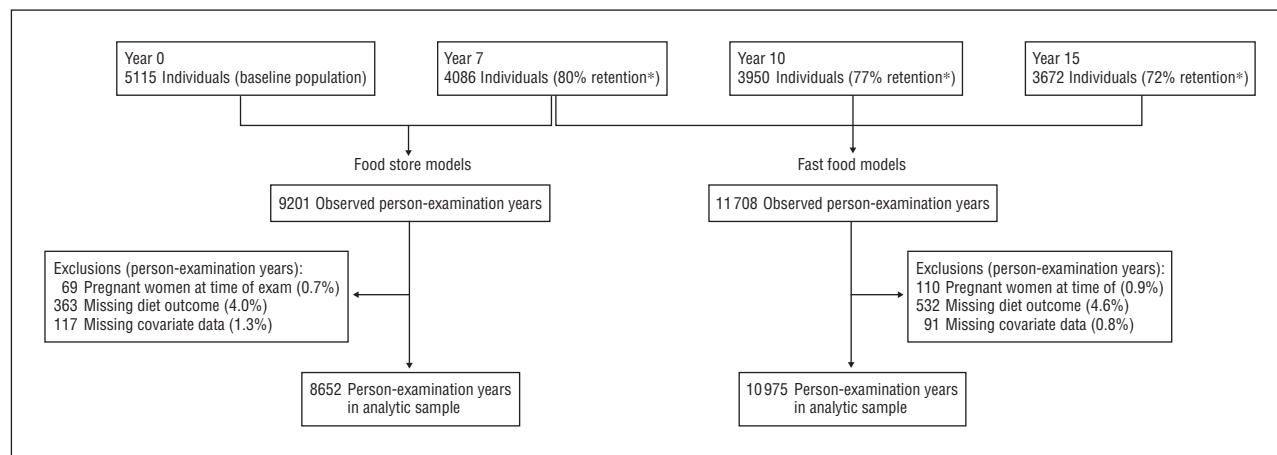 Year 0
5115 Individuals (baseline population)
Year 7
4086 Individuals (80% retention*)
Year 10
3950 Individuals (77% retention*)
Year 15
3672 Individuals (72% retention*)
Food store models
Fast food models
9201 Observed person-examination years
11 708 Observed person-examination years
Exclusions (person-examination years):
69 Pregnant women at time of exam (0.7%)
363 Missing diet outcome (4.0%)
117 Missing covariate data (1.3%)
Exclusions (person-examination years):
110 Pregnant women at time of (0.9%)
532 Missing diet outcome (4.6%)
91 Missing covariate data (0.8%)
8652 Person-examination years
in analytic sample
10 975 Person-examination years
in analytic sample